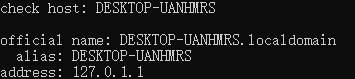 check host: DESKTOP-UANHMRS
official name: DESKTOP-UANHMRS.localdomain
alias: DESKTOP-UANHMRS
address: 127.0.1.1